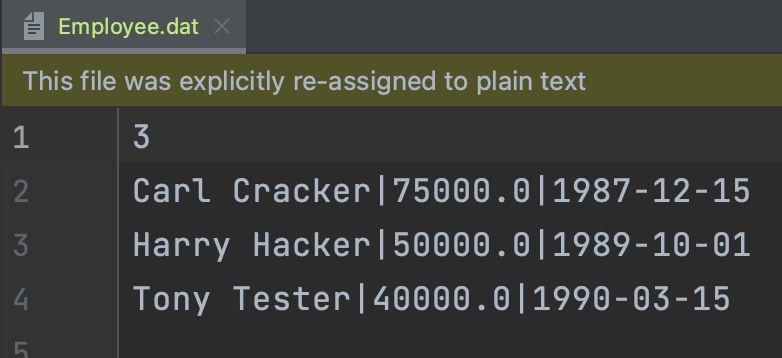 Employee.dat
This file was explicitly re-assigned to plain text
1 3
2 Carl Cracker|75000.0|1987-12-15
3 Harry Hacker|50000.0|1989-10-01
4 Tony Tester|40000.0|1990-03-15
5